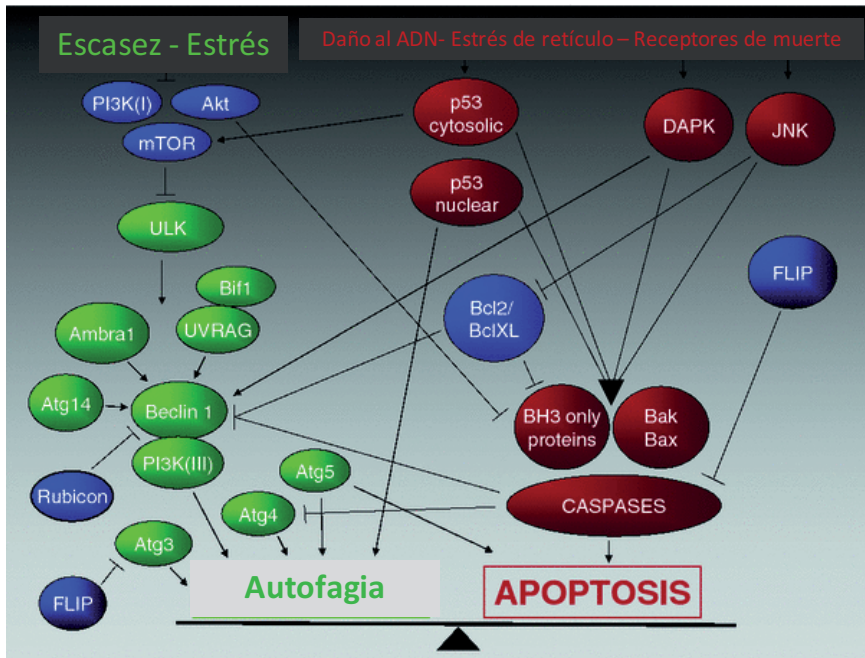 Escasez - Estrés
Daño al ADN- Estrés de retículo – Receptores de muerte
PI3K(I)
Akt
mTOR
p53
cytosolic
DAPK
JNK
p53
nuclear
ULK
Bif1
UVRAG
FLIP
Bcl2/
BclXL
Ambra1
Atg14
Beclin 1
BH3 only
proteins
Bak
Bax
PI3K(III)
Rubicon
Atg5
Atg4
CASPASES
Atg3
FLIP
Autofagia
APOPTOSIS